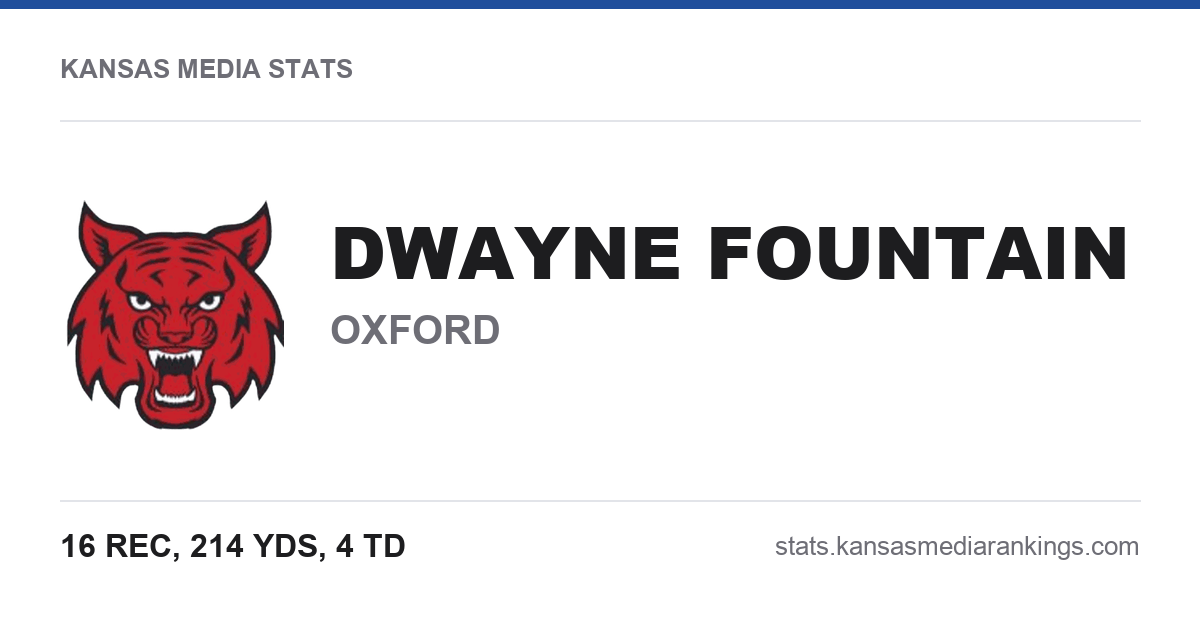 KANSAS MEDIA STATS
DWAYNE FOUNTAIN
OXFORD
16 REC, 214 YDS, 4 TD
stats.kansasmediarankings.com